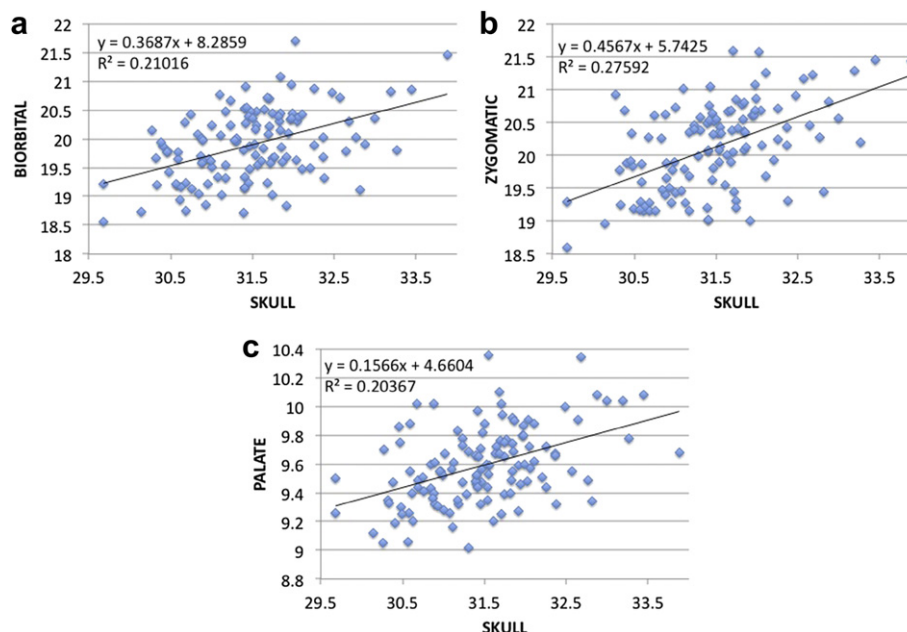 a
y = 0.3687x + 8.2859
R² = 0.21016
BIORBITAL
22
21.5
21
20.5
20
19.5
19
18.5
18
29.5 30.5 31.5 32.5 33.5
SKULL
b
y = 0.4567x + 5.7425
R² = 0.27592
ZYGOMATIC
22
21.5
21
20.5
20
19.5
19
18.5
29.5 30.5 31.5 32.5 33.5
SKULL
c
y = 0.1566x + 4.6604
R² = 0.20367
PALATE
10.4
10.2
10
9.8
9.6
9.4
9.2
9
8.8
29.5 30.5 31.5 32.5 33.5
SKULL